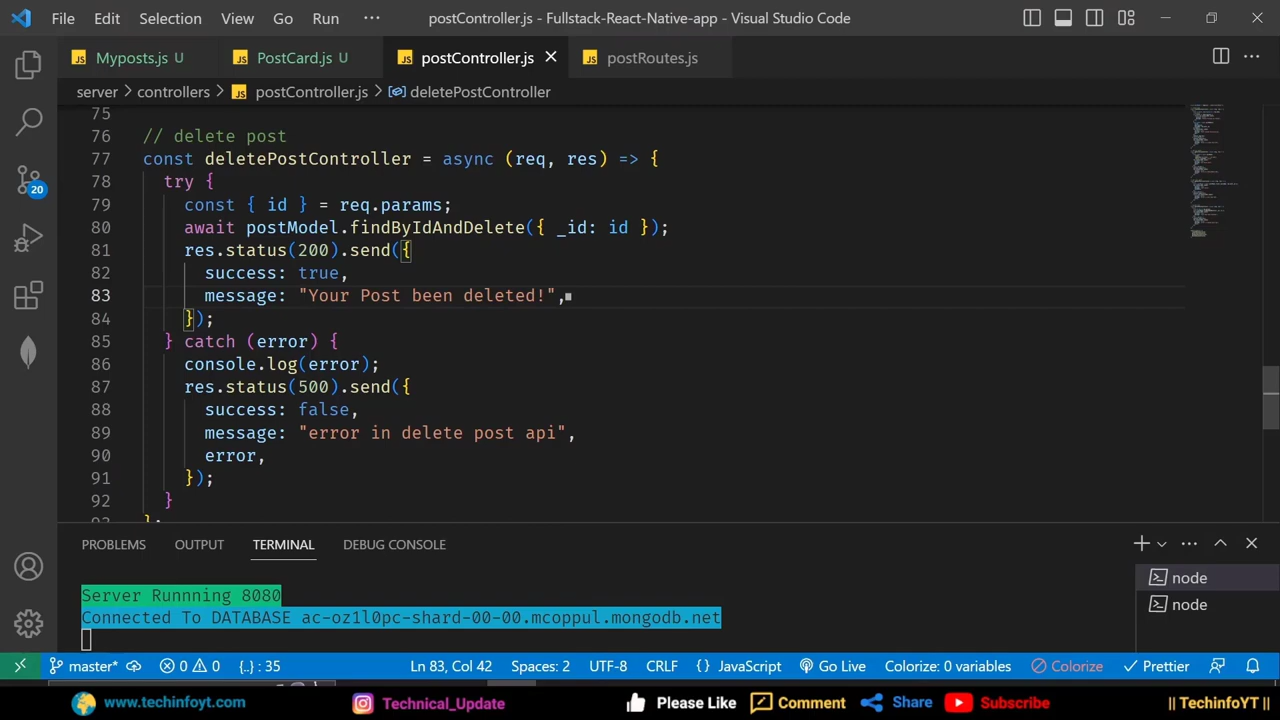 File Edit Selection View Go Run ··· postController.js - Fullstack-React-Native-app - Visual Studio Code
Myposts.js U PostCard.js U postController.js postRoutes.js
server > controllers > postController.js > deletePostController
75
76 // delete post
77 const deletePostController = async (req, res) => {
78 try {
79 const { id } = req.params;
80 await postModel.findByIdAndDelete({ _id: id });
81 res.status(200).send({
82 success: true,
83 message: "Your Post been deleted!",
84 });
85 } catch (error) {
86 console.log(error);
87 res.status(500).send({
88 success: false,
89 message: "error in delete post api",
90 error,
91 });
92 }
93 };
20
PROBLEMS OUTPUT TERMINAL DEBUG CONSOLE
Server Runnning 8080
Connected To DATABASE ac-oz1l0pc-shard-00-00.mcoppul.mongodb.net
node
node
master* 0 0 {..} : 35 Ln 83, Col 42 Spaces: 2 UTF-8 CRLF {} JavaScript Go Live Colorize: 0 variables Colorize Prettier
www.techinfoyt.com Technical_Update Please Like Comment Share Subscribe || TechinfoYT ||